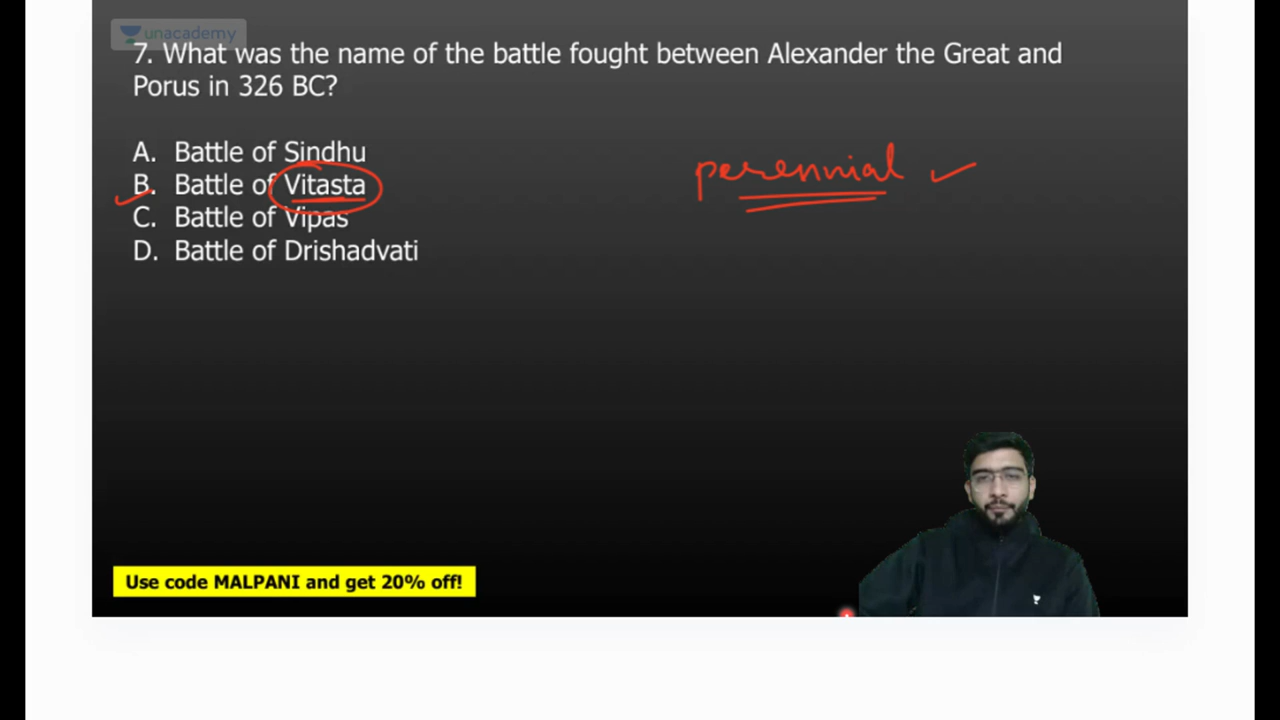 unacademy
7. What was the name of the battle fought between Alexander the Great and
Porus in 326 BC?
A. Battle of Sindhu
B. Battle of Vitasta
C. Battle of Vipas
D. Battle of Drishadvati
perennial
Use code MALPANI and get 20% off!